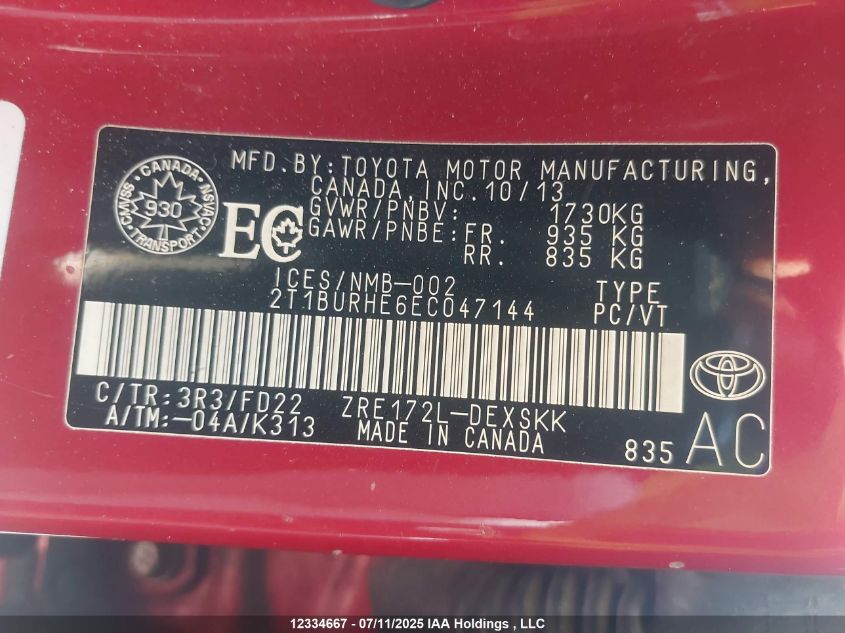 MFD.BY:TOYOTA MOTOR MANUFACTURING,
CANADA, INC. 10/13
CANADA
NSVAC
CMVSS
930
TRANSPORT
EC
GVWR/PNBV: 1730KG
GAWR/PNBE: FR. 935 KG
RR. 835 KG
ICES/NMB-002
2T1BURHE6EC047144
TYPE
PC/VT
C/TR:3R3/FD22 ZRE172L-DEXSKK
A/TM:-04A/K313 MADE IN CANADA
835 AC
12334667 - 07/11/2025 IAA Holdings , LLC